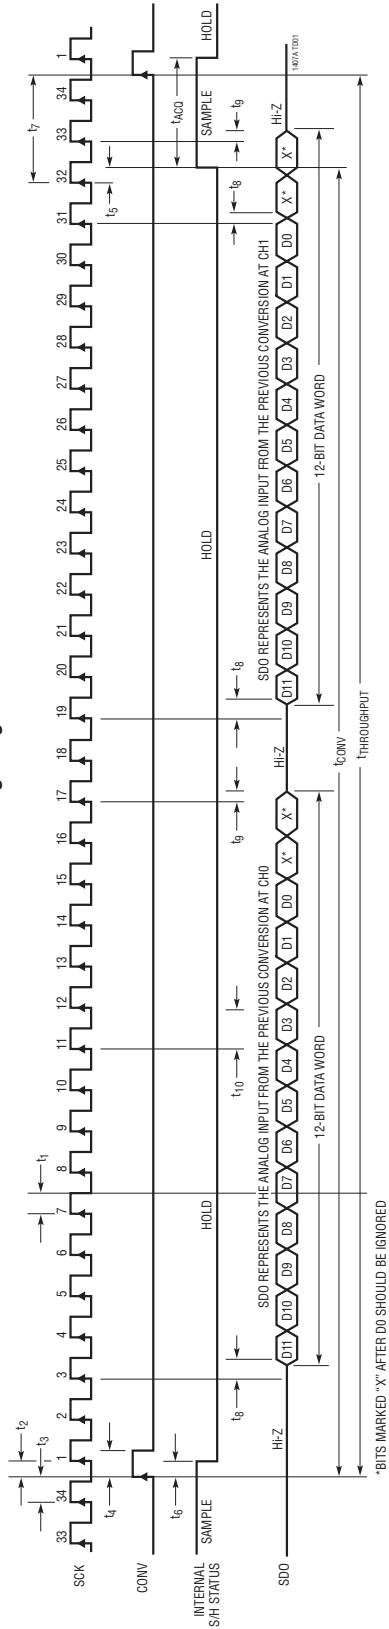 t2
t3
t1
t7
33 34 1 2 3 4 5 6 7 8 9 10 11 12 13 14 15 16 17 18 19 20 21 22 23 24 25 26 27 28 29 30 31 32 33 34 1
SCK
t4
t5
CONV
t6
tACQ
INTERNAL
S/H STATUS
SAMPLE HOLD HOLD SAMPLE HOLD
t8 t10 t9 t8 t8 t9
SDO REPRESENTS THE ANALOG INPUT FROM THE PREVIOUS CONVERSION AT CH0
SDO REPRESENTS THE ANALOG INPUT FROM THE PREVIOUS CONVERSION AT CH1
SDO
Hi-Z D11 D10 D9 D8 D7 D6 D5 D4 D3 D2 D1 D0 X* X* Hi-Z D11 D10 D9 D8 D7 D6 D5 D4 D3 D2 D1 D0 X* X* Hi-Z
1407A TD01
12-BIT DATA WORD
12-BIT DATA WORD
tCONV
tTHROUGHPUT
*BITS MARKED "X" AFTER D0 SHOULD BE IGNORED